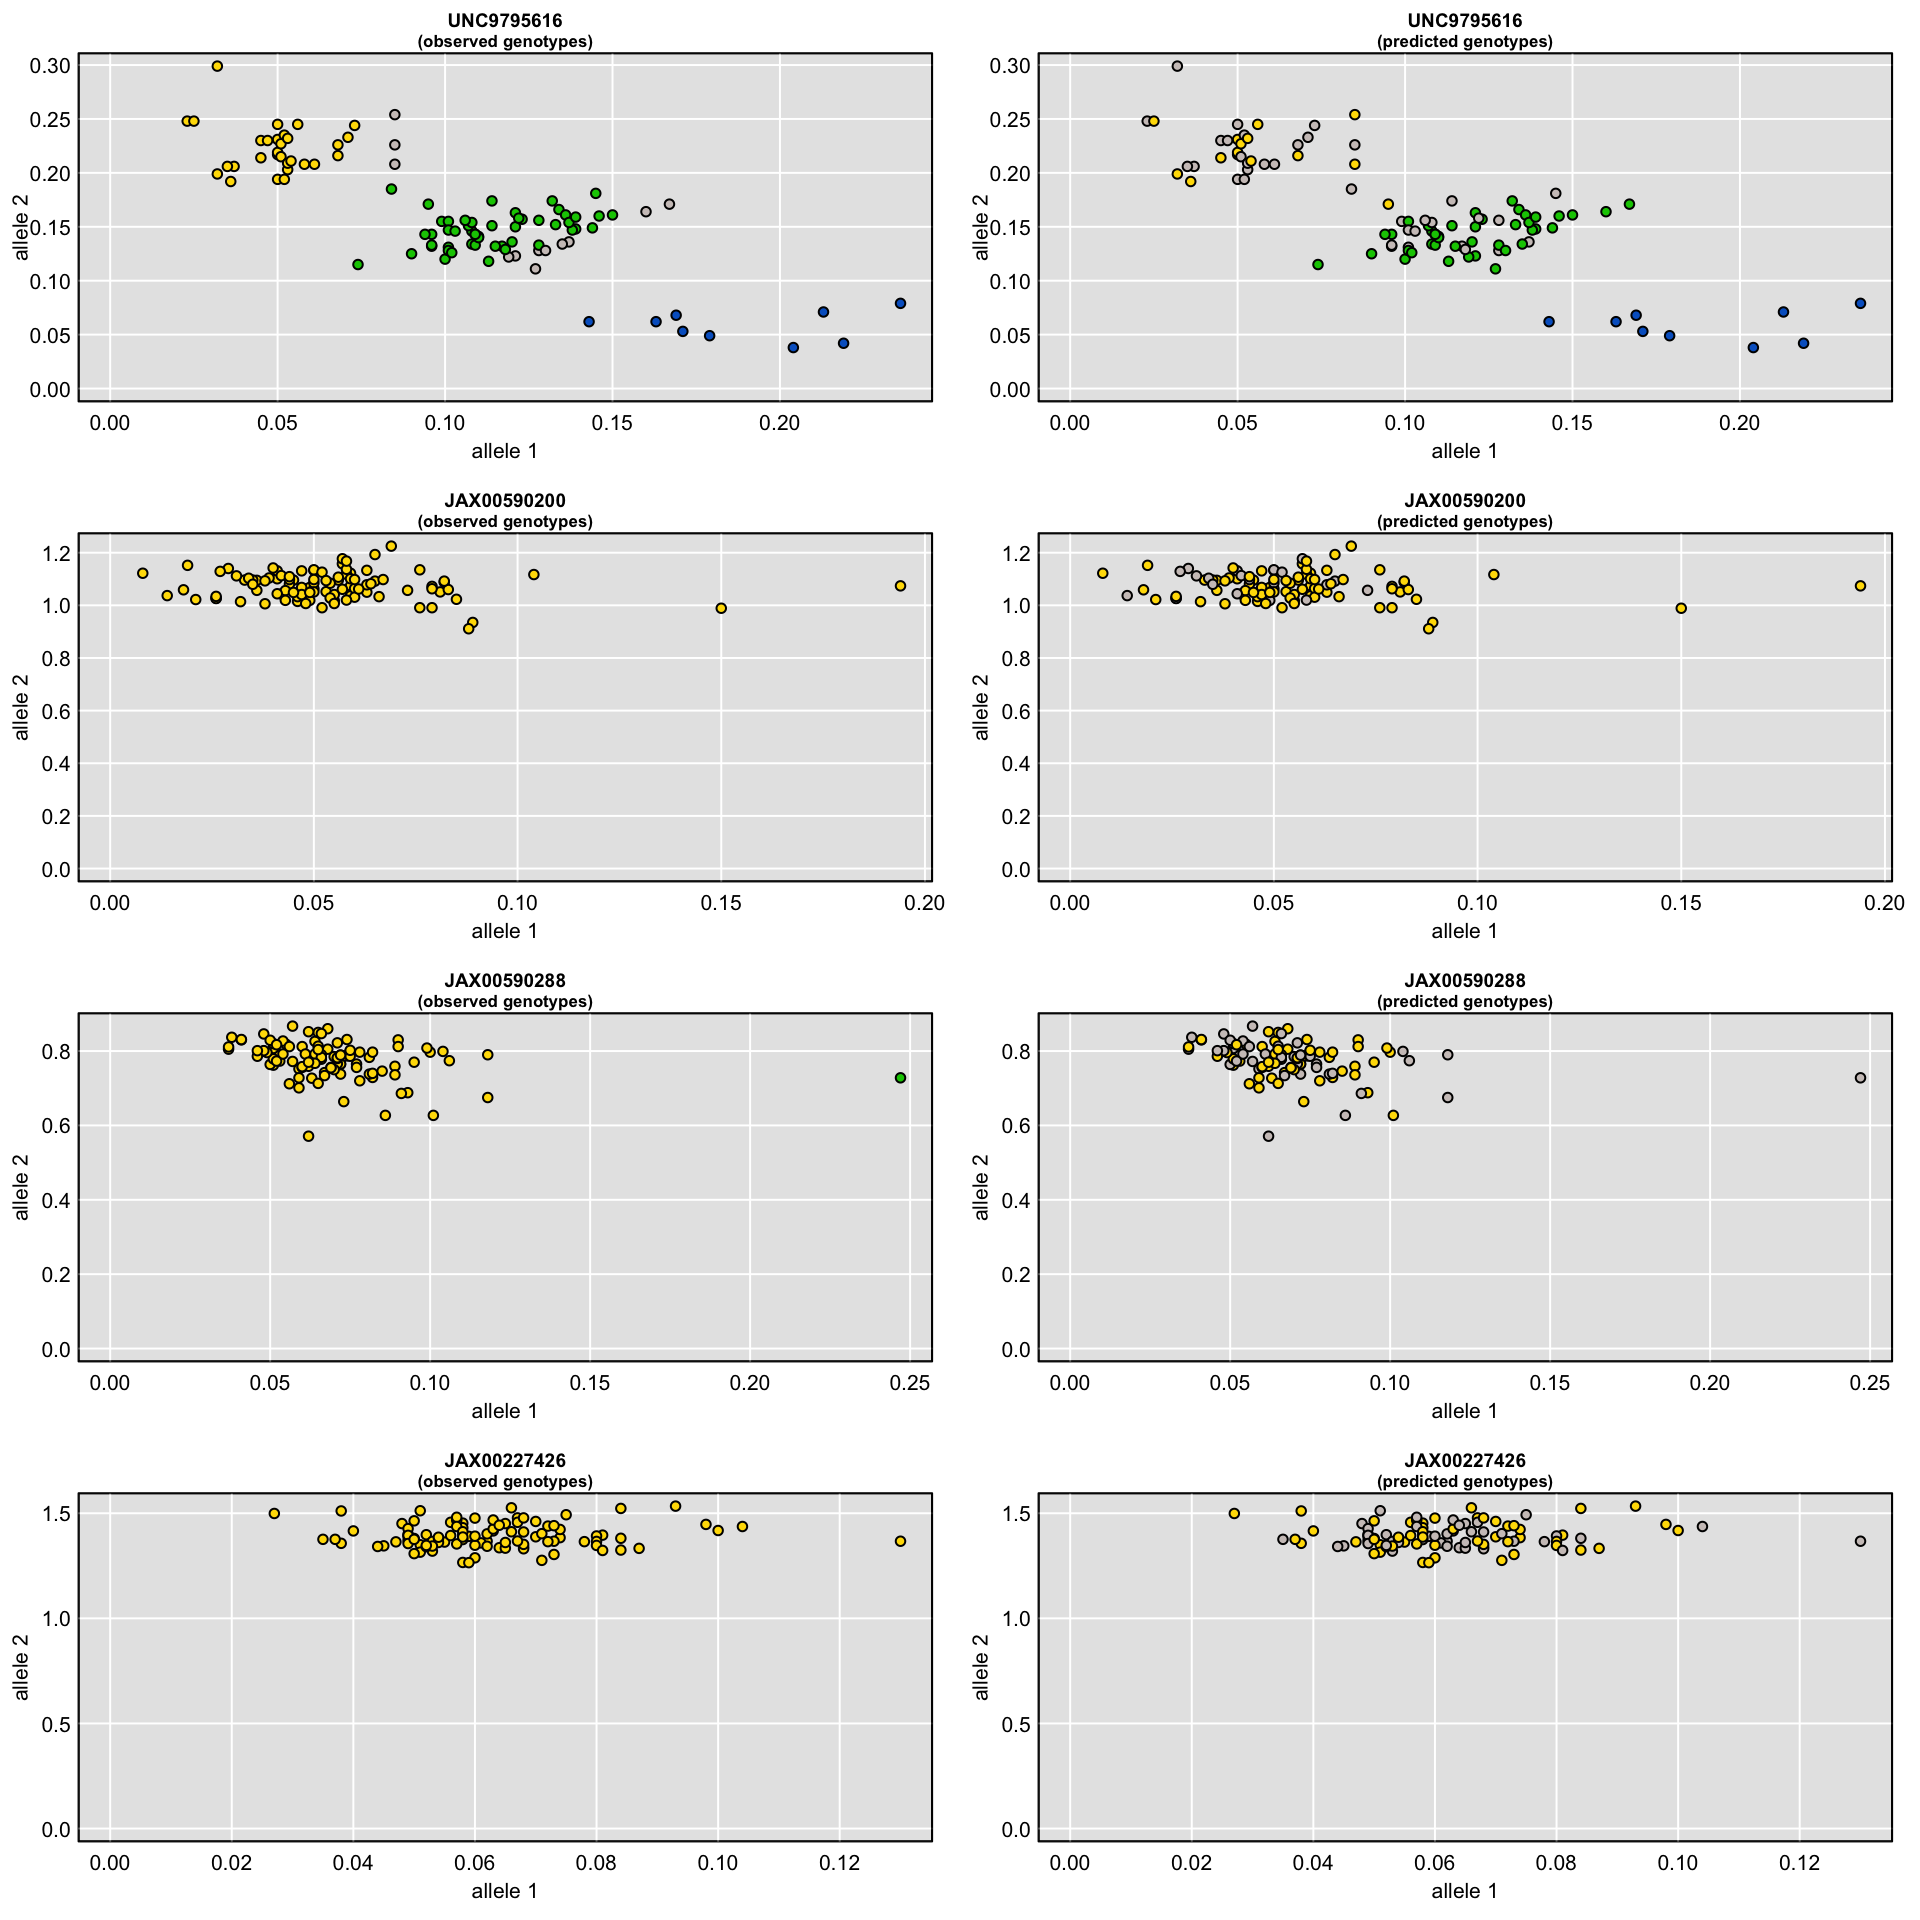 UNC9795616
(observed genotypes)
0.30
0.25
0.20
0.15
0.10
0.05
0.00
allele 2
0.00 0.05 0.10 0.15 0.20
allele 1
UNC9795616
(predicted genotypes)
0.30
0.25
0.20
0.15
0.10
0.05
0.00
allele 2
0.00 0.05 0.10 0.15 0.20
allele 1
JAX00590200
(observed genotypes)
1.2
1.0
0.8
0.6
0.4
0.2
0.0
allele 2
0.00 0.05 0.10 0.15 0.20
allele 1
JAX00590200
(predicted genotypes)
1.2
1.0
0.8
0.6
0.4
0.2
0.0
allele 2
0.00 0.05 0.10 0.15 0.20
allele 1
JAX00590288
(observed genotypes)
0.8
0.6
0.4
0.2
0.0
allele 2
0.00 0.05 0.10 0.15 0.20 0.25
allele 1
JAX00590288
(predicted genotypes)
0.8
0.6
0.4
0.2
0.0
allele 2
0.00 0.05 0.10 0.15 0.20 0.25
allele 1
JAX00227426
(observed genotypes)
1.5
1.0
0.5
0.0
allele 2
0.00 0.02 0.04 0.06 0.08 0.10 0.12
allele 1
JAX00227426
(predicted genotypes)
1.5
1.0
0.5
0.0
allele 2
0.00 0.02 0.04 0.06 0.08 0.10 0.12
allele 1